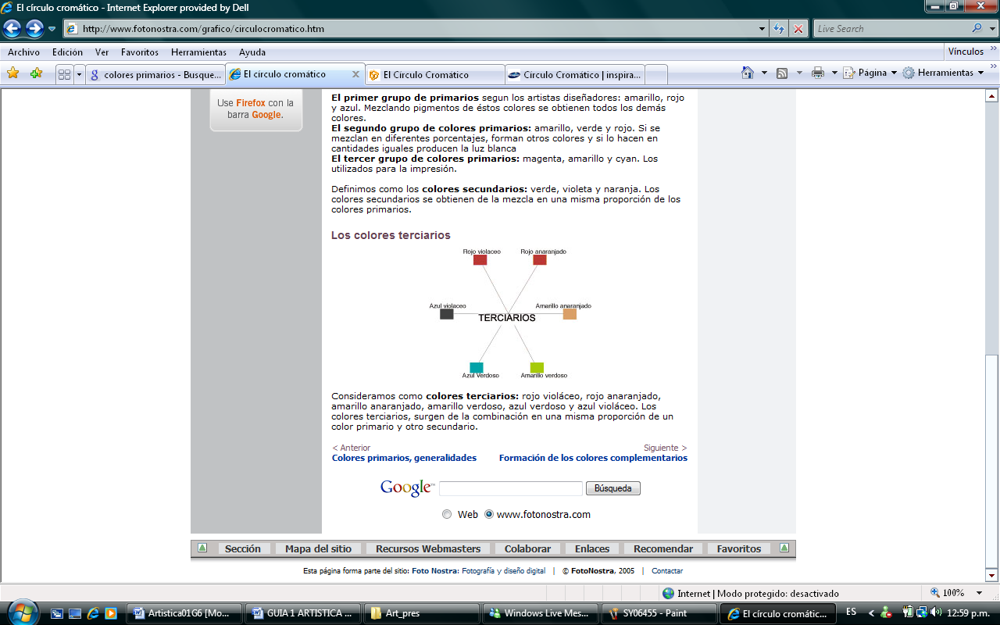 El círculo cromático - Internet Explorer provided by Dell
http://www.fotonostra.com/grafico/circulocromatico.htm
Live Search
Archivo Edición Ver Favoritos Herramientas Ayuda
Vínculos
colores primarios - Busque...
El círculo cromático
El Círculo Cromático
Círculo Cromático | inspira...
Página
Herramientas
Use Firefox con la
barra Google.
El primer grupo de primarios segun los artistas diseñadores: amarillo, rojo
y azul. Mezclando pigmentos de éstos colores se obtienen todos los demás
colores.
El segundo grupo de colores primarios: amarillo, verde y rojo. Si se
mezclan en diferentes porcentajes, forman otros colores y si lo hacen en
cantidades iguales producen la luz blanca
El tercer grupo de colores primarios: magenta, amarillo y cyan. Los
utilizados para la impresión.
Definimos como los colores secundarios: verde, violeta y naranja. Los
colores secundarios se obtienen de la mezcla en una misma proporción de los
colores primarios.
Los colores terciarios
Rojo violaceo Rojo anaranjado
Azul violaceo Amarillo anaranjado
TERCIARIOS
Azul Verdoso Amarillo verdoso
Consideramos como colores terciarios: rojo violáceo, rojo anaranjado,
amarillo anaranjado, amarillo verdoso, azul verdoso y azul violáceo. Los
colores terciarios, surgen de la combinación en una misma proporción de un
color primario y otro secundario.
< Anterior Siguiente >
Colores primarios, generalidades Formación de los colores complementarios
Google™ Búsqueda
Web www.fotonostra.com
Sección Mapa del sitio Recursos Webmasters Colaborar Enlaces Recomendar Favoritos
Esta página forma parte del sitio: Foto Nostra: Fotografía y diseño digital | © FotoNostra, 2005 | Contactar
Internet | Modo protegido: desactivado
100%
Artistica01G6 [Mo...
GUIA 1 ARTISTICA ...
Art_pres
Windows Live Mes...
SY06455 - Paint
El círculo cromátic...
ES
12:59 p.m.